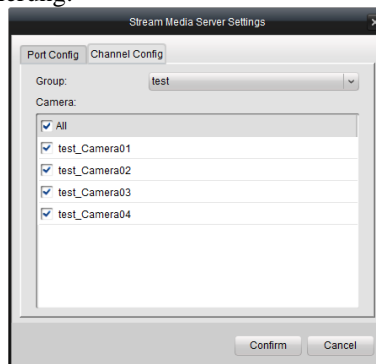 Stream Media Server Settings
Port Config Channel Config
Group: test
Camera:
All
test_Camera01
test_Camera02
test_Camera03
test_Camera04
Confirm Cancel